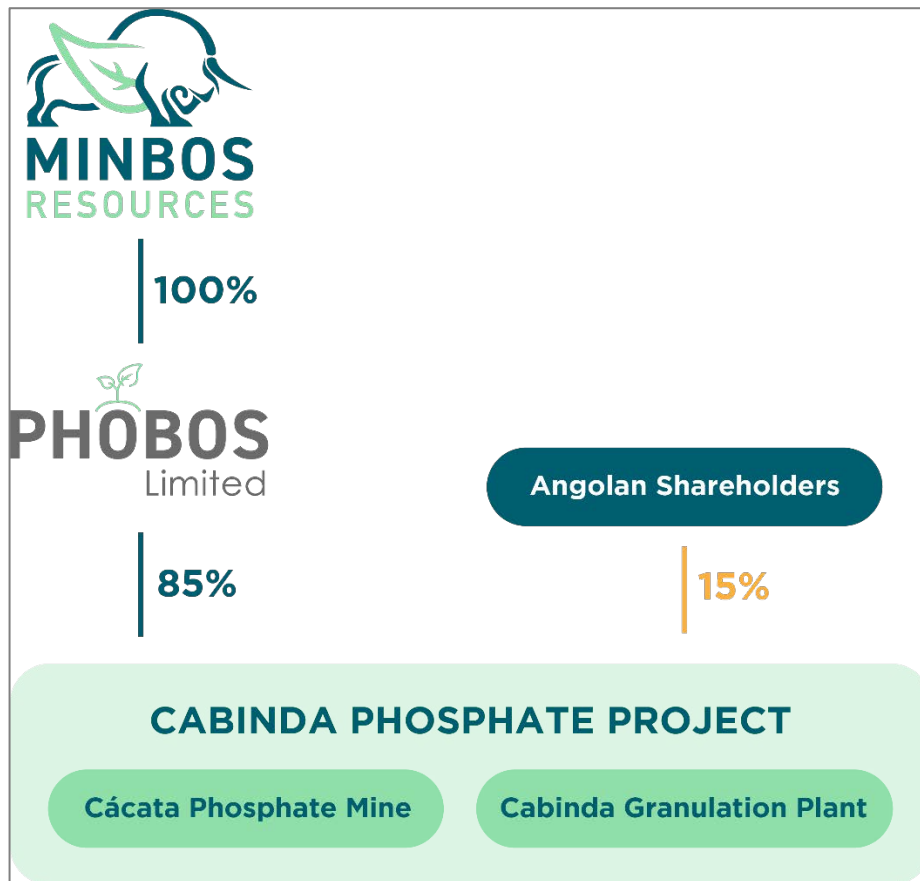 MINBOS
RESOURCES
100%
PHOBOS
Limited
Angolan Shareholders
85%
15%
CABINDA PHOSPHATE PROJECT
Cácata Phosphate Mine
Cabinda Granulation Plant